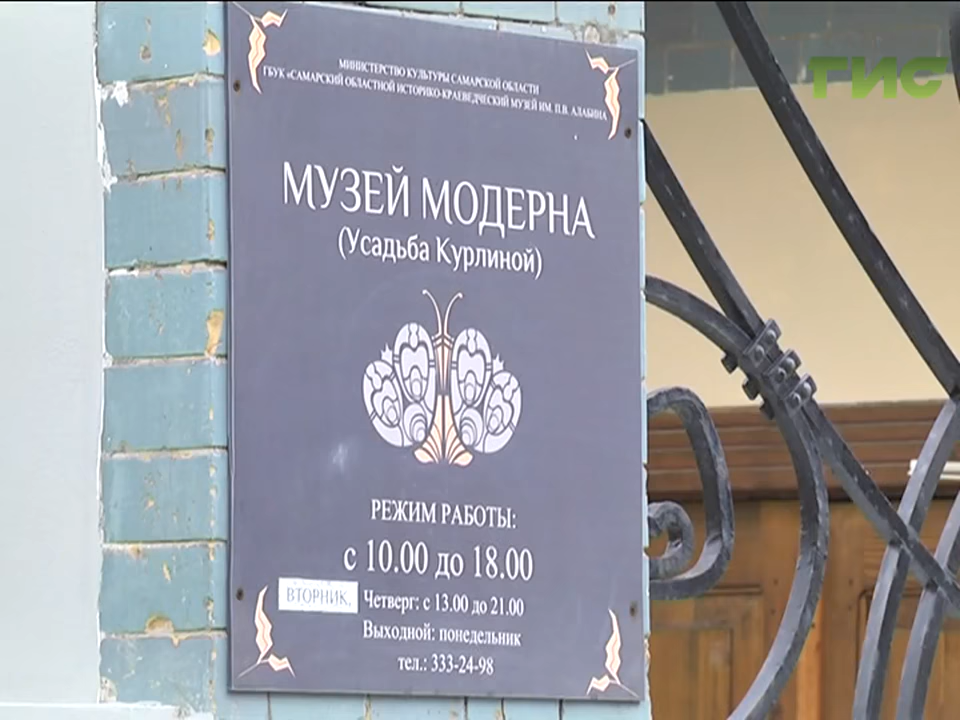 МИНИСТЕРСТВО КУЛЬТУРЫ САМАРСКОЙ ОБЛАСТИ
ГБУК «САМАРСКИЙ ОБЛАСТНОЙ ИСТОРИКО-КРАЕВЕДЧЕСКИЙ МУЗЕЙ ИМ. П.В. АЛАБИНА
ГИС
МУЗЕЙ МОДЕРНА
(Усадьба Курлиной)
РЕЖИМ РАБОТЫ:
с 10.00 до 18.00
ВТОРНИК, Четверг: с 13.00 до 21.00
Выходной: понедельник
тел.: 333-24-98